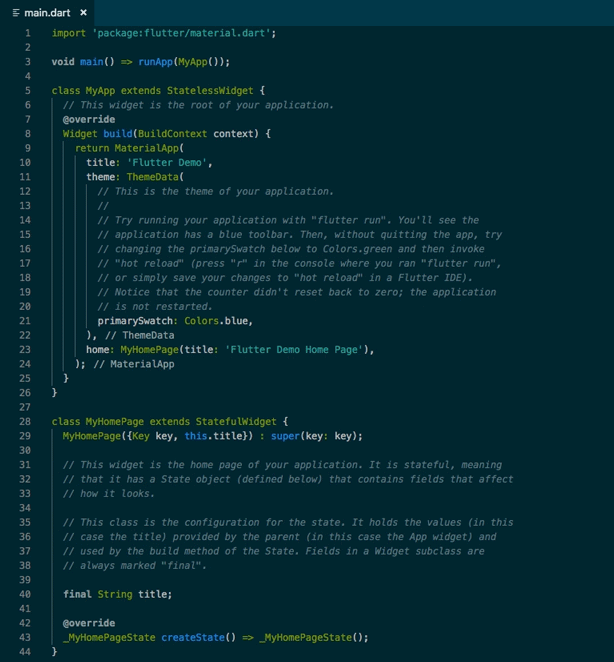 main.dart ×
1 import 'package:flutter/material.dart';
2
3 void main() => runApp(MyApp());
4
5 class MyApp extends StatelessWidget {
6 // This widget is the root of your application.
7 @override
8 Widget build(BuildContext context) {
9 return MaterialApp(
10 title: 'Flutter Demo',
11 theme: ThemeData(
12 // This is the theme of your application.
13 //
14 // Try running your application with "flutter run". You'll see the
15 // application has a blue toolbar. Then, without quitting the app, try
16 // changing the primarySwatch below to Colors.green and then invoke
17 // "hot reload" (press "r" in the console where you ran "flutter run",
18 // or simply save your changes to "hot reload" in a Flutter IDE).
19 // Notice that the counter didn't reset back to zero; the application
20 // is not restarted.
21 primarySwatch: Colors.blue,
22 ), // ThemeData
23 home: MyHomePage(title: 'Flutter Demo Home Page'),
24 ); // MaterialApp
25 }
26 }
27
28 class MyHomePage extends StatefulWidget {
29 MyHomePage({Key key, this.title}) : super(key: key);
30
31 // This widget is the home page of your application. It is stateful, meaning
32 // that it has a State object (defined below) that contains fields that affect
33 // how it looks.
34
35 // This class is the configuration for the state. It holds the values (in this
36 // case the title) provided by the parent (in this case the App widget) and
37 // used by the build method of the State. Fields in a Widget subclass are
38 // always marked "final".
39
40 final String title;
41
42 @override
43 _MyHomePageState createState() => _MyHomePageState();
44 }